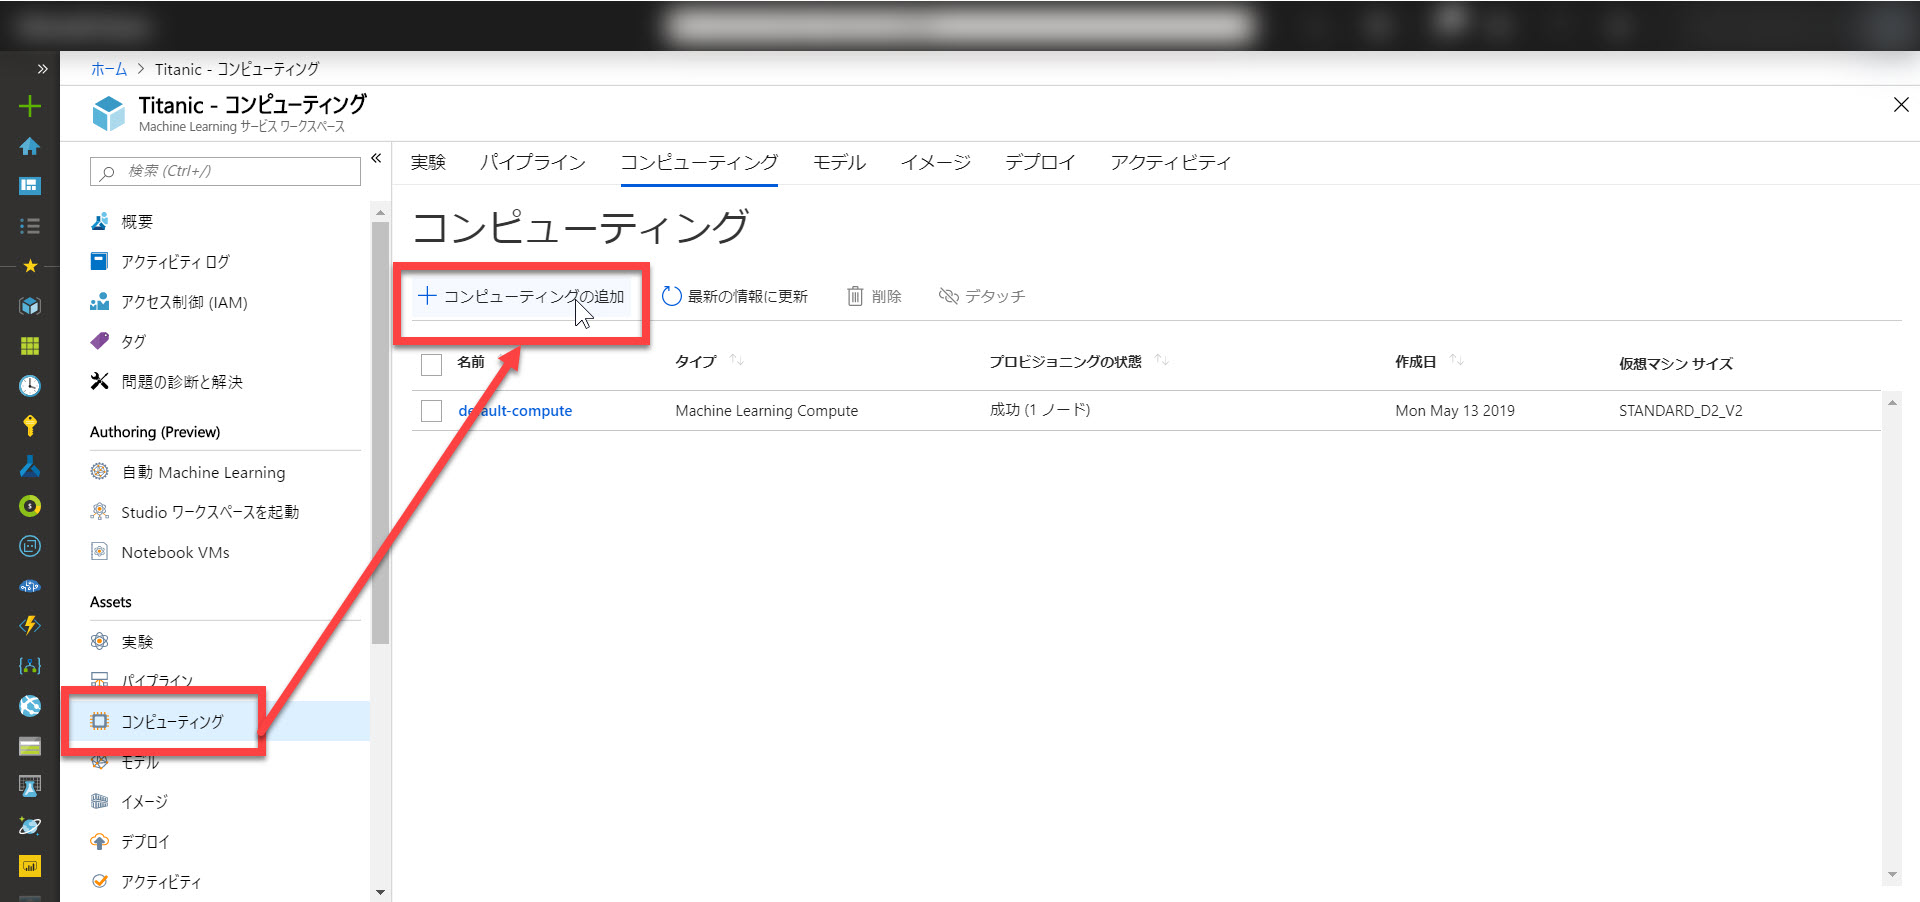 ホーム > Titanic - コンピューティング
Titanic - コンピューティング
Machine Learning サービス ワークスペース
検索 (Ctrl+/)
概要
アクティビティ ログ
アクセス制御 (IAM)
タグ
問題の診断と解決
Authoring (Preview)
自動 Machine Learning
Studio ワークスペースを起動
Notebook VMs
Assets
実験
パイプライン
コンピューティング
モデル
イメージ
デプロイ
アクティビティ
実験 パイプライン コンピューティング モデル イメージ デプロイ アクティビティ
コンピューティング
コンピューティングの追加 最新の情報に更新 削除 デタッチ
名前 タイプ プロビジョニングの状態 作成日 仮想マシン サイズ
default-compute Machine Learning Compute 成功 (1 ノード) Mon May 13 2019 STANDARD_D2_V2